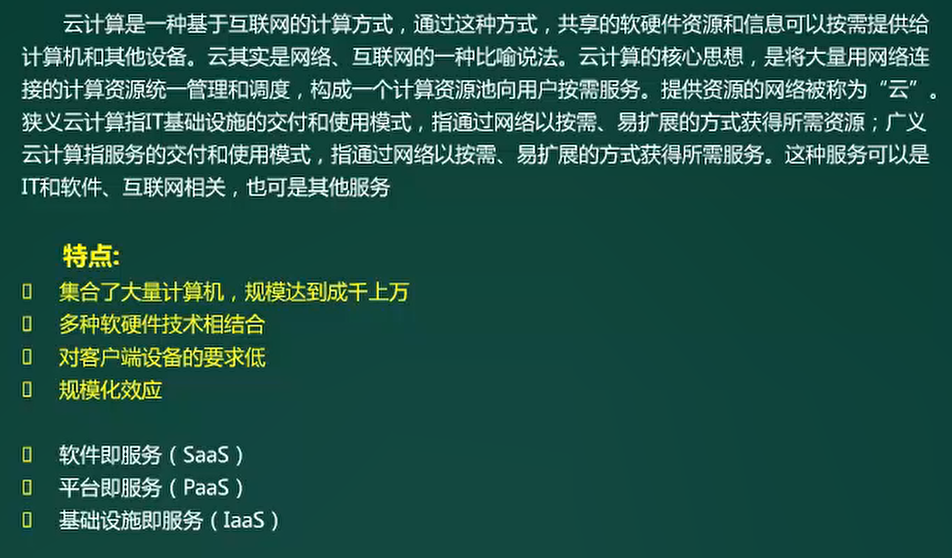 云计算是一种基于互联网的计算方式，通过这种方式，共享的软硬件资源和信息可以按需提供给
计算机和其他设备。云其实是网络、互联网的一种比喻说法。云计算的核心思想，是将大量用网络连
接的计算资源统一管理和调度，构成一个计算资源池向用户按需服务。提供资源的网络被称为“云”。
狭义云计算指IT基础设施的交付和使用模式，指通过网络以按需、易扩展的方式获得所需资源；广义
云计算指服务的交付和使用模式，指通过网络以按需、易扩展的方式获得所需服务。这种服务可以是
IT和软件、互联网相关，也可是其他服务
特点:
集合了大量计算机，规模达到成千上万
多种软硬件技术相结合
对客户端设备的要求低
规模化效应
软件即服务（SaaS）
平台即服务（PaaS）
基础设施即服务（IaaS）